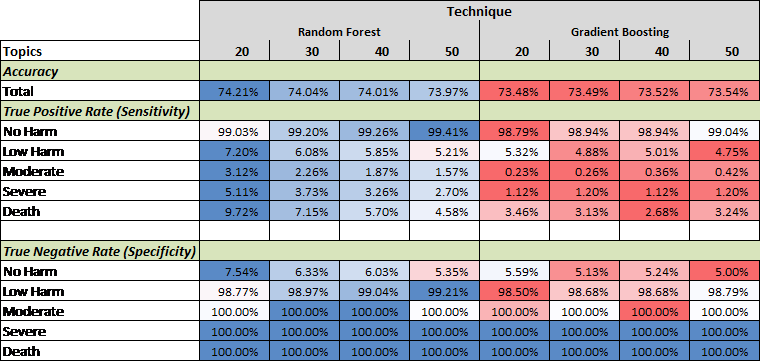 Technique
Random Forest Gradient Boosting
Topics 20 30 40 50 20 30 40 50
Accuracy
Total 74.21% 74.04% 74.01% 73.97% 73.48% 73.49% 73.52% 73.54%
True Positive Rate (Sensitivity)
No Harm 99.03% 99.20% 99.26% 99.41% 98.79% 98.94% 98.94% 99.04%
Low Harm 7.20% 6.08% 5.85% 5.21% 5.32% 4.88% 5.01% 4.75%
Moderate 3.12% 2.26% 1.87% 1.57% 0.23% 0.26% 0.36% 0.42%
Severe 5.11% 3.73% 3.26% 2.70% 1.12% 1.20% 1.12% 1.20%
Death 9.72% 7.15% 5.70% 4.58% 3.46% 3.13% 2.68% 3.24%
True Negative Rate (Specificity)
No Harm 7.54% 6.33% 6.03% 5.35% 5.59% 5.13% 5.24% 5.00%
Low Harm 98.77% 98.97% 99.04% 99.21% 98.50% 98.68% 98.68% 98.79%
Moderate 100.00% 100.00% 100.00% 100.00% 100.00% 100.00% 100.00% 100.00%
Severe 100.00% 100.00% 100.00% 100.00% 100.00% 100.00% 100.00% 100.00%
Death 100.00% 100.00% 100.00% 100.00% 100.00% 100.00% 100.00% 100.00%